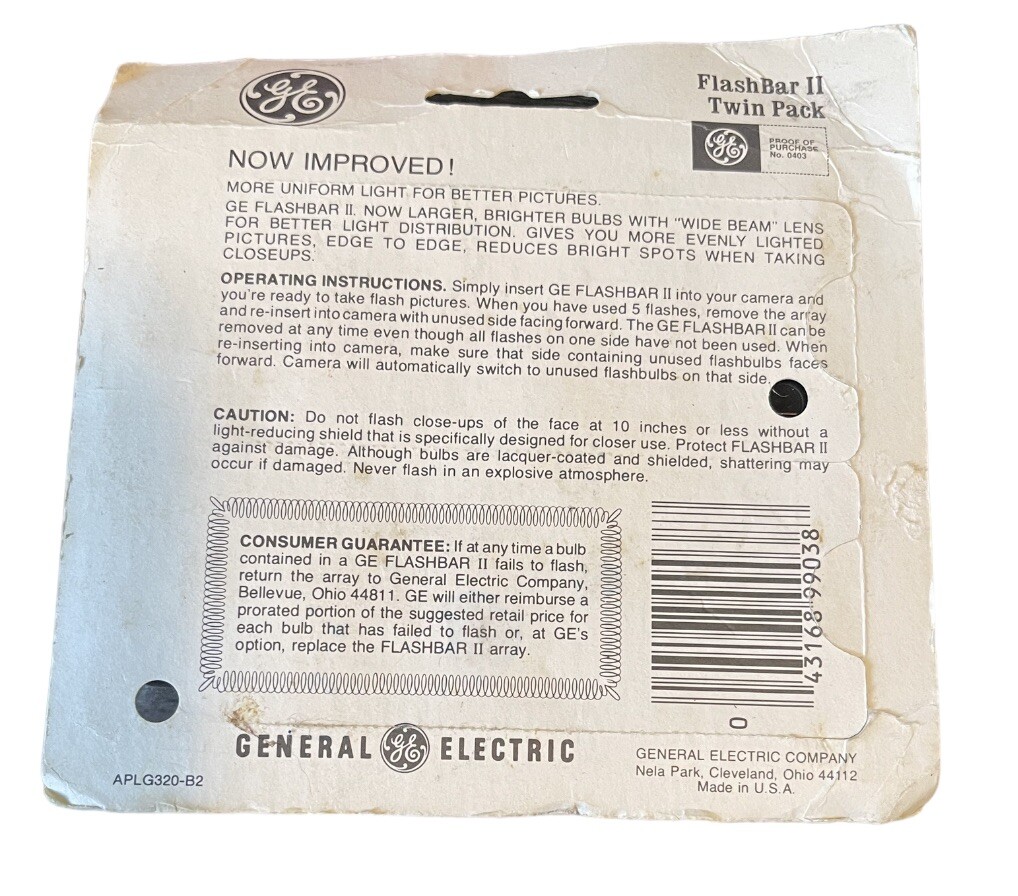 GE
FlashBar II
Twin Pack
GE
PROOF OF
PURCHASE
No. 0403
NOW IMPROVED!
MORE UNIFORM LIGHT FOR BETTER PICTURES.
GE FLASHBAR II. NOW LARGER, BRIGHTER BULBS WITH "WIDE BEAM" LENS
FOR BETTER LIGHT DISTRIBUTION. GIVES YOU MORE EVENLY LIGHTED
PICTURES, EDGE TO EDGE, REDUCES BRIGHT SPOTS WHEN TAKING
CLOSEUPS.
OPERATING INSTRUCTIONS. Simply insert GE FLASHBAR II into your camera and
you're ready to take flash pictures. When you have used 5 flashes, remove the array
and re-insert into camera with unused side facing forward. The GE FLASHBAR II can be
removed at any time even though all flashes on one side have not been used. When
re-inserting into camera, make sure that side containing unused flashbulbs faces
forward. Camera will automatically switch to unused flashbulbs on that side.
CAUTION: Do not flash close-ups of the face at 10 inches or less without a
light-reducing shield that is specifically designed for closer use. Protect FLASHBAR II
against damage. Although bulbs are lacquer-coated and shielded, shattering may
occur if damaged. Never flash in an explosive atmosphere.
CONSUMER GUARANTEE: If at any time a bulb
contained in a GE FLASHBAR II fails to flash,
return the array to General Electric Company,
Bellevue, Ohio 44811. GE will either reimburse a
prorated portion of the suggested retail price for
each bulb that has failed to flash or, at GE's
option, replace the FLASHBAR II array.
0 43168 99038
GENERAL GE ELECTRIC
APLG320-B2
GENERAL ELECTRIC COMPANY
Nela Park, Cleveland, Ohio 44112
Made in U.S.A.